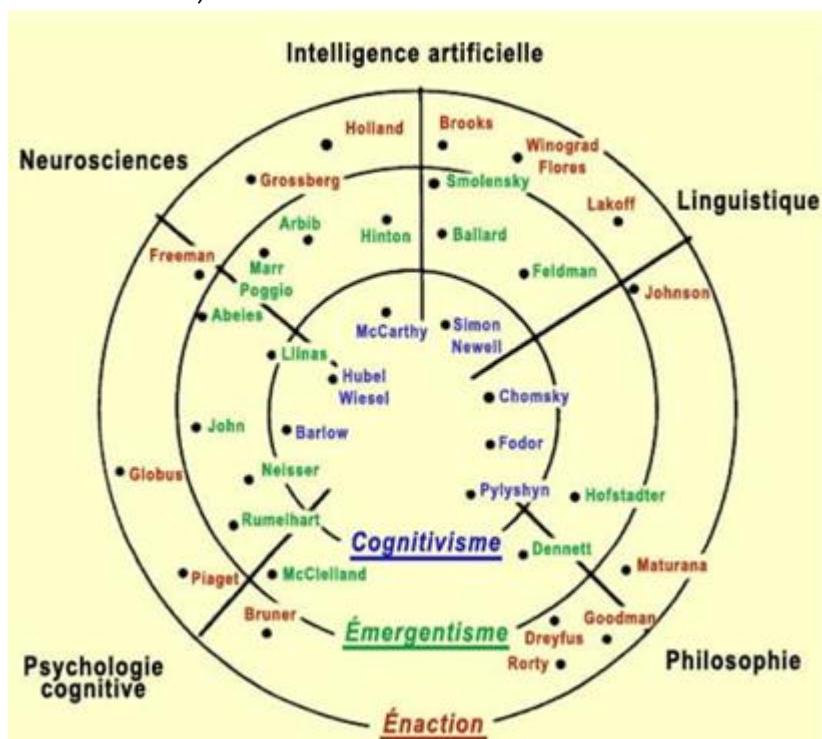 Intelligence artificielle
Holland
Brooks
Winograd
Flores
Neurosciences
Grossberg
Smolensky
Lakoff
Linguistique
Arbib
Hinton
Ballard
Freeman
Marr
Poggio
Feldman
Johnson
Abeles
McCarthy
Simon
Newell
Llinas
Hubel
Wiesel
Chomsky
John
Barlow
Fodor
Globus
Neisser
Pylyshyn
Hofstadter
Rumelhart
Cognitivisme
Dennett
Piaget
McClelland
Maturana
Bruner
Émergentisme
Goodman
Dreyfus
Rorty
Philosophie
Psychologie
cognitive
Énaction